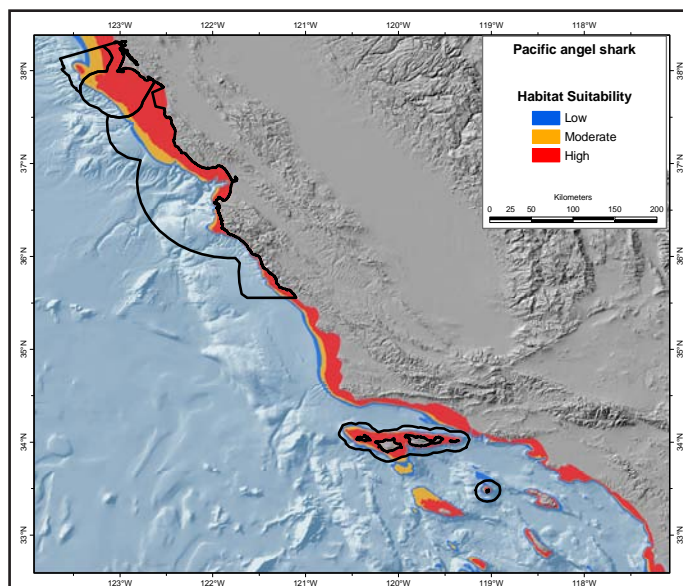 123°W 122°W 121°W 120°W 119°W 118°W
Pacific angel shark
Habitat Suitability
Low
Moderate
High
Kilometers
0 25 50 100 150 200
38°N 38°N
37°N 37°N
36°N 36°N
35°N 35°N
34°N 34°N
33°N 33°N
123°W 122°W 121°W 120°W 119°W 118°W